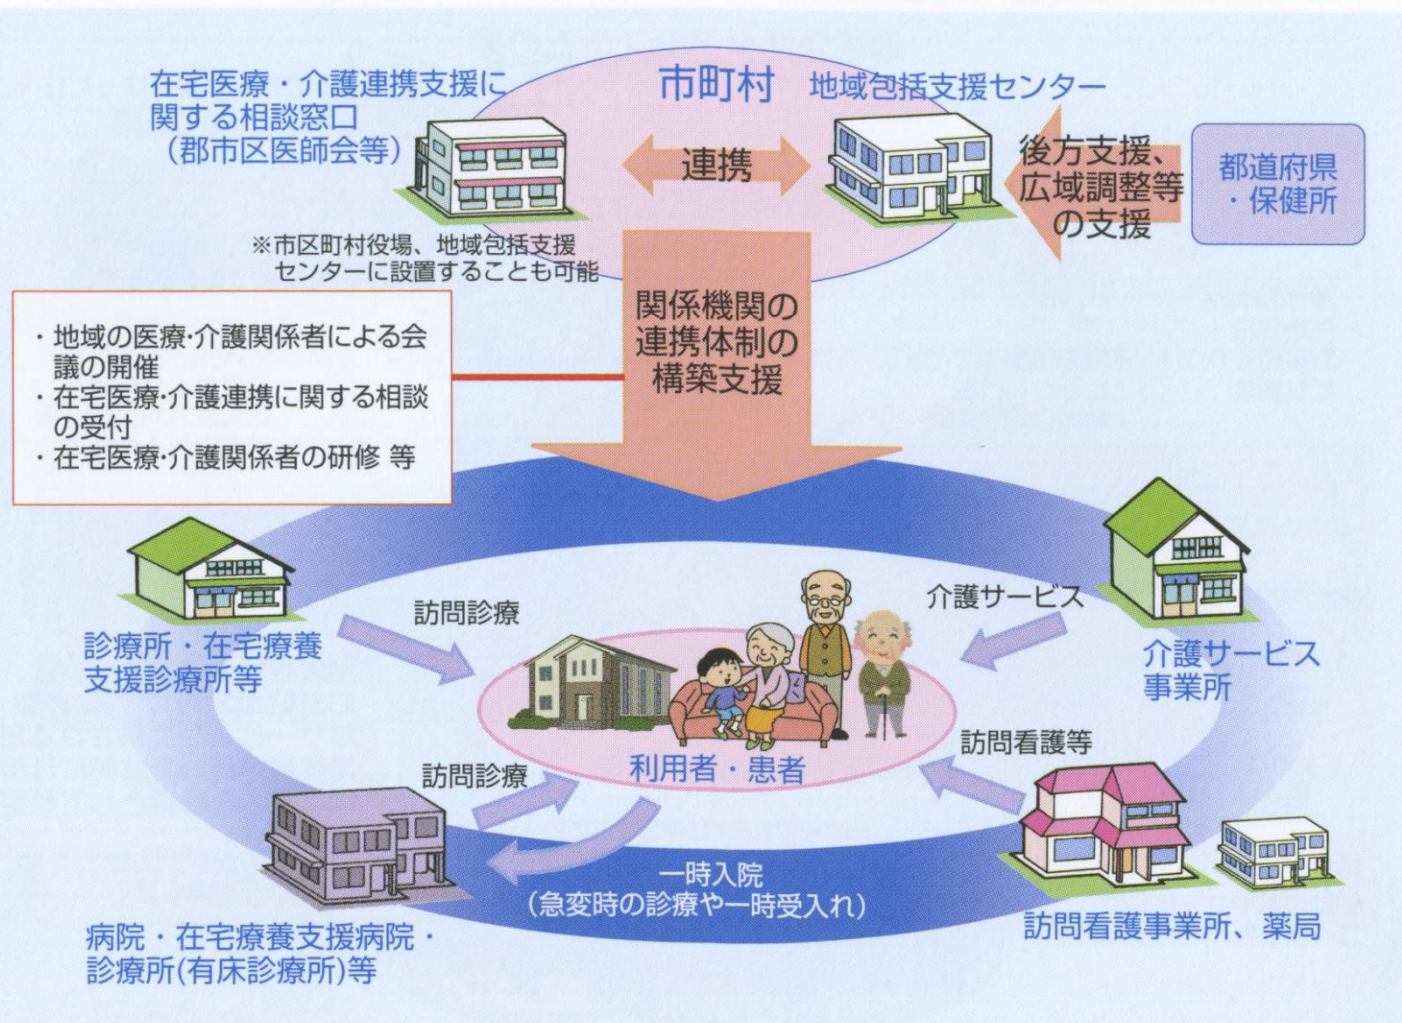 在宅医療・介護連携支援に
関する相談窓口
（郡市区医師会等）
市町村
地域包括支援センター
連携
後方支援、
広域調整等
の支援
都道府県
・保健所
※市区町村役場、地域包括支援
センターに設置することも可能
関係機関の
連携体制の
構築支援
・地域の医療・介護関係者による会
議の開催
・在宅医療・介護連携に関する相談
の受付
・在宅医療・介護関係者の研修 等
訪問診療
介護サービス
診療所・在宅療養
支援診療所等
介護サービス
事業所
利用者・患者
訪問診療
訪問看護等
一時入院
（急変時の診療や一時受入れ）
病院・在宅療養支援病院・
診療所(有床診療所)等
訪問看護事業所、薬局